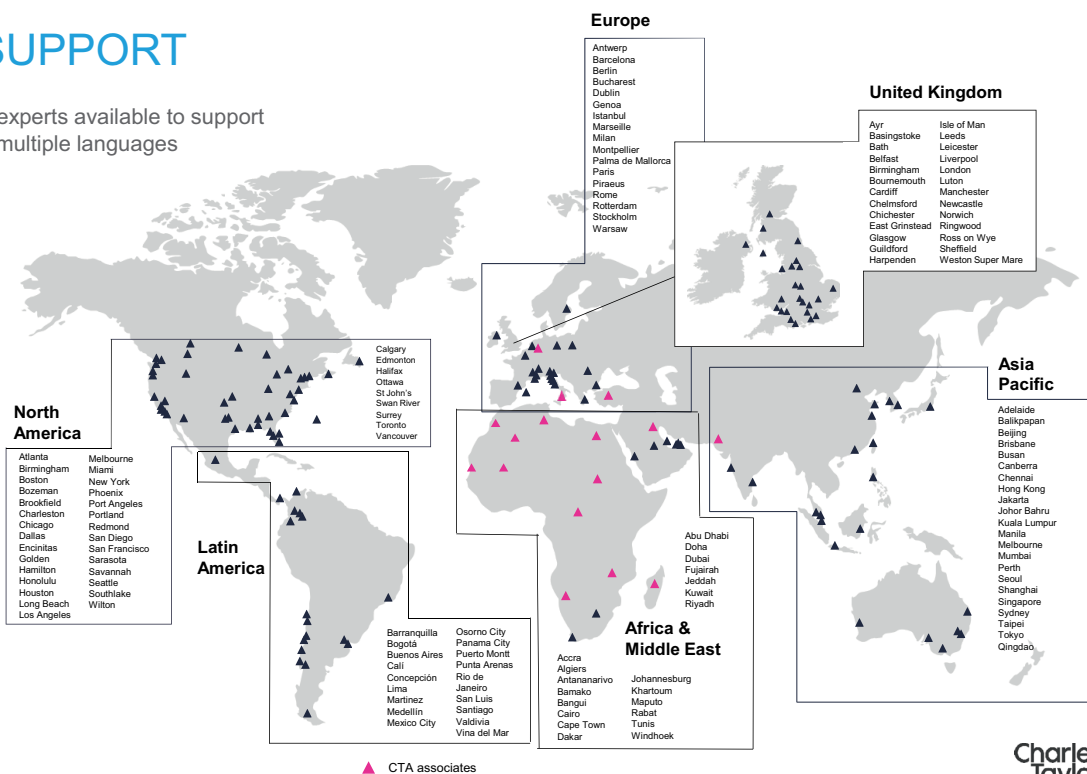 SUPPORT
experts available to support
multiple languages
Europe
Antwerp
Barcelona
Berlin
Bucharest
Dublin
Genoa
Istanbul
Marseille
Milan
Montpellier
Palma de Mallorca
Paris
Piraeus
Rome
Rotterdam
Stockholm
Warsaw
United Kingdom
Ayr
Basingstoke
Bath
Belfast
Birmingham
Bournemouth
Cardiff
Chelmsford
Chichester
East Grinstead
Glasgow
Guildford
Harpenden
Isle of Man
Leeds
Leicester
Liverpool
London
Luton
Manchester
Newcastle
Norwich
Ringwood
Ross on Wye
Sheffield
Weston Super Mare
Calgary
Edmonton
Halifax
Ottawa
St John's
Swan River
Surrey
Toronto
Vancouver
North
America
Atlanta
Birmingham
Boston
Bozeman
Brookfield
Charleston
Chicago
Dallas
Encinitas
Golden
Hamilton
Honolulu
Houston
Long Beach
Los Angeles
Melbourne
Miami
New York
Phoenix
Port Angeles
Portland
Redmond
San Diego
San Francisco
Sarasota
Savannah
Seattle
Southlake
Wilton
Latin
America
Barranquilla
Bogotá
Buenos Aires
Calí
Concepción
Lima
Martinez
Medellín
Mexico City
Osorno City
Panama City
Puerto Montt
Punta Arenas
Rio de
Janeiro
San Luis
Santiago
Valdivia
Vina del Mar
Abu Dhabi
Doha
Dubai
Fujairah
Jeddah
Kuwait
Riyadh
Africa &
Middle East
Accra
Algiers
Antananarivo
Bamako
Bangui
Cairo
Cape Town
Dakar
Johannesburg
Khartoum
Maputo
Rabat
Tunis
Windhoek
Asia
Pacific
Adelaide
Balikpapan
Beijing
Brisbane
Busan
Canberra
Chennai
Hong Kong
Jakarta
Johor Bahru
Kuala Lumpur
Manila
Melbourne
Mumbai
Perth
Seoul
Shanghai
Singapore
Sydney
Taipei
Tokyo
Qingdao
CTA associates
Charle
Taylo